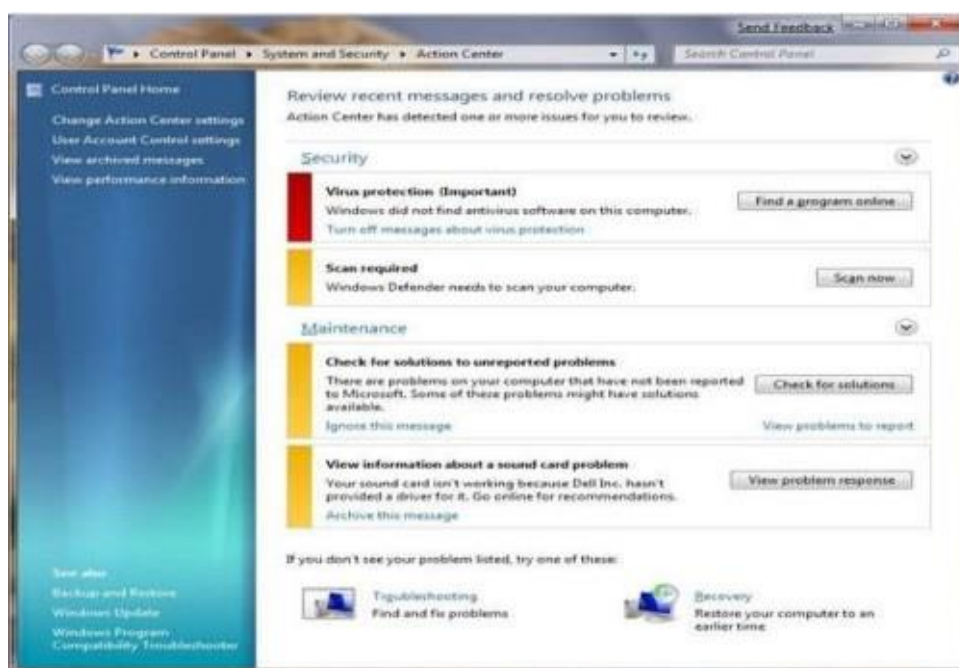 Send Feedback
Control Panel ▸ System and Security ▸ Action Center
Search Control Panel
Control Panel Home
Change Action Center settings
User Account Control settings
View archived messages
View performance information
Review recent messages and resolve problems
Action Center has detected one or more issues for you to review.
Security
Virus protection (Important)
Windows did not find antivirus software on this computer.
Turn off messages about virus protection
Find a program online
Scan required
Windows Defender needs to scan your computer.
Scan now
Maintenance
Check for solutions to unreported problems
There are problems on your computer that have not been reported
to Microsoft. Some of these problems might have solutions
available.
Check for solutions
Ignore this message
View problems to report
View information about a sound card problem
Your sound card isn't working because Dell Inc. hasn't
provided a driver for it. Go online for recommendations.
View problem response
Archive this message
If you don't see your problem listed, try one of these:
Troubleshooting
Find and fix problems
Recovery
Restore your computer to an
earlier time
See also
Backup and Restore
Windows Update
Windows Program
Compatibility Troubleshooter